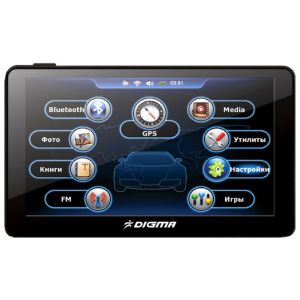 03:51
Bluetooth
Media
GPS
Фото
Утилиты
Книги
Настройки
FM
Игры
DIGMA